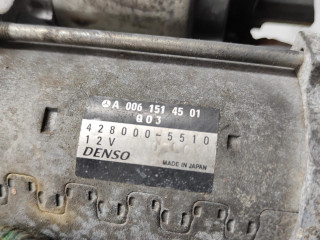 A 006 151 45 01
Q03
428000-5510
12V
DENSO
MADE IN JAPAN